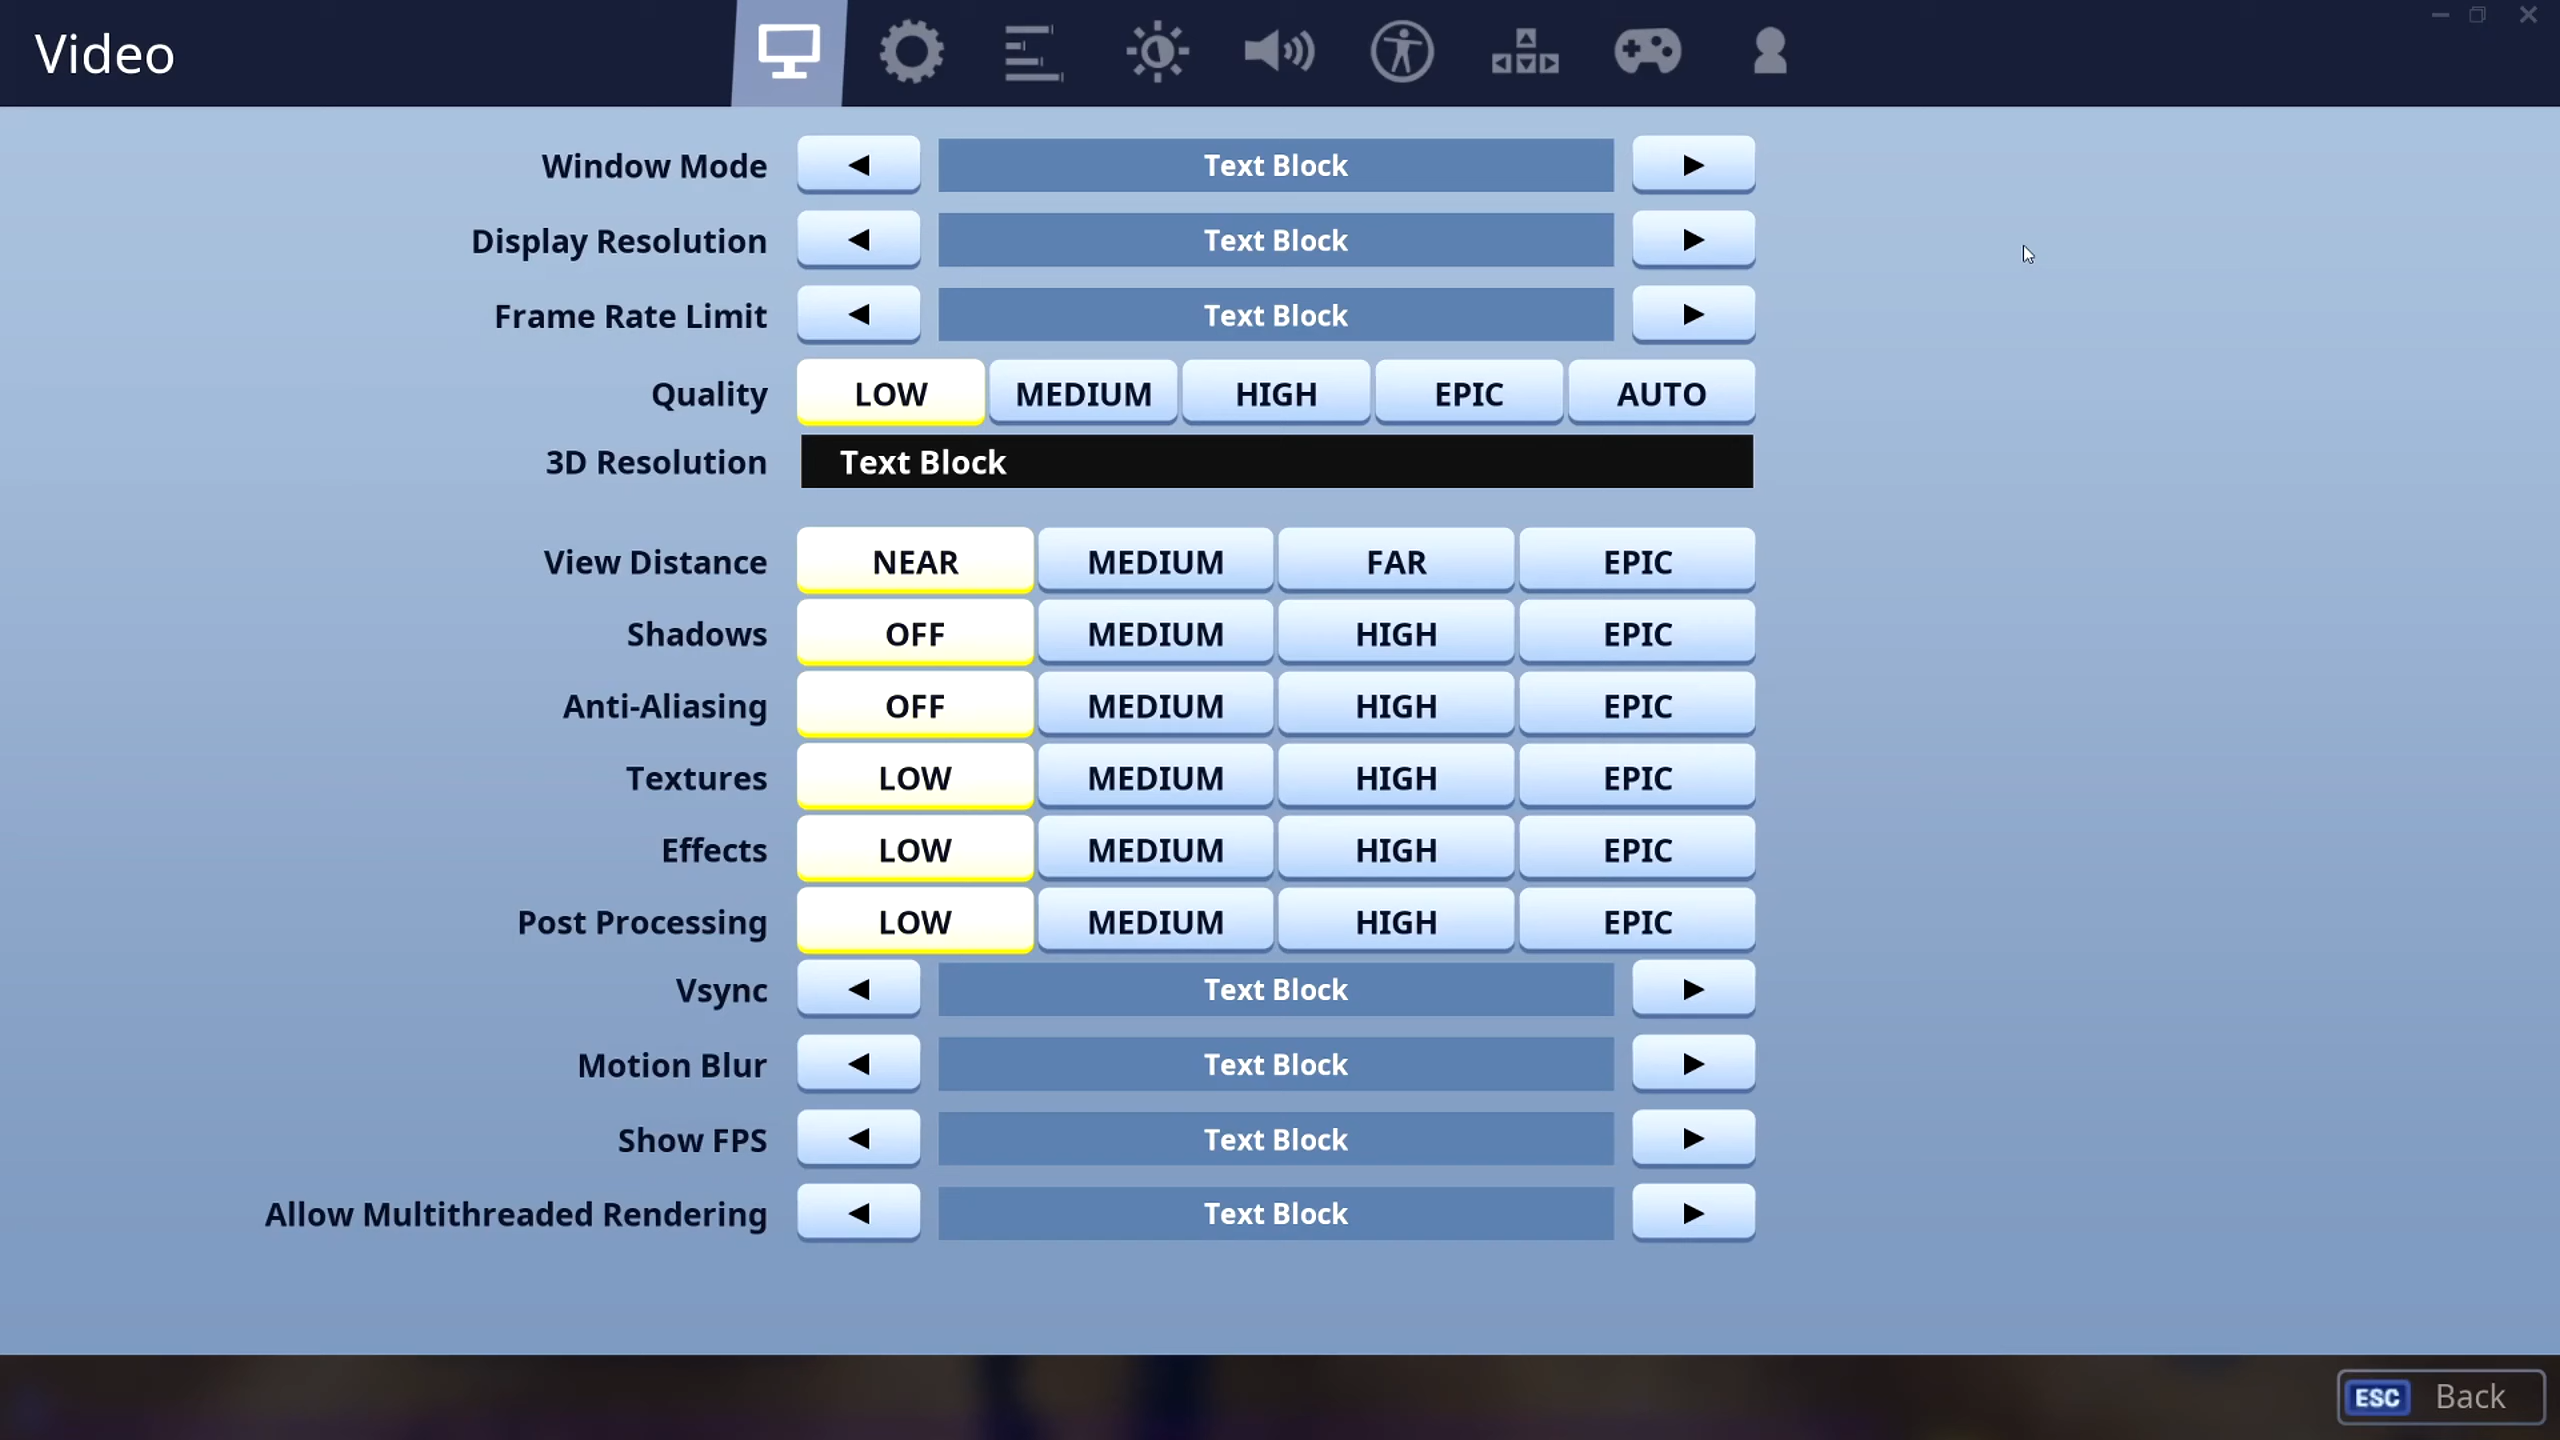 Video
Window Mode ◀ Text Block ▶
Display Resolution ◀ Text Block ▶
Frame Rate Limit ◀ Text Block ▶
Quality LOW MEDIUM HIGH EPIC AUTO
3D Resolution Text Block
View Distance NEAR MEDIUM FAR EPIC
Shadows OFF MEDIUM HIGH EPIC
Anti-Aliasing OFF MEDIUM HIGH EPIC
Textures LOW MEDIUM HIGH EPIC
Effects LOW MEDIUM HIGH EPIC
Post Processing LOW MEDIUM HIGH EPIC
Vsync ◀ Text Block ▶
Motion Blur ◀ Text Block ▶
Show FPS ◀ Text Block ▶
Allow Multithreaded Rendering ◀ Text Block ▶
ESC Back